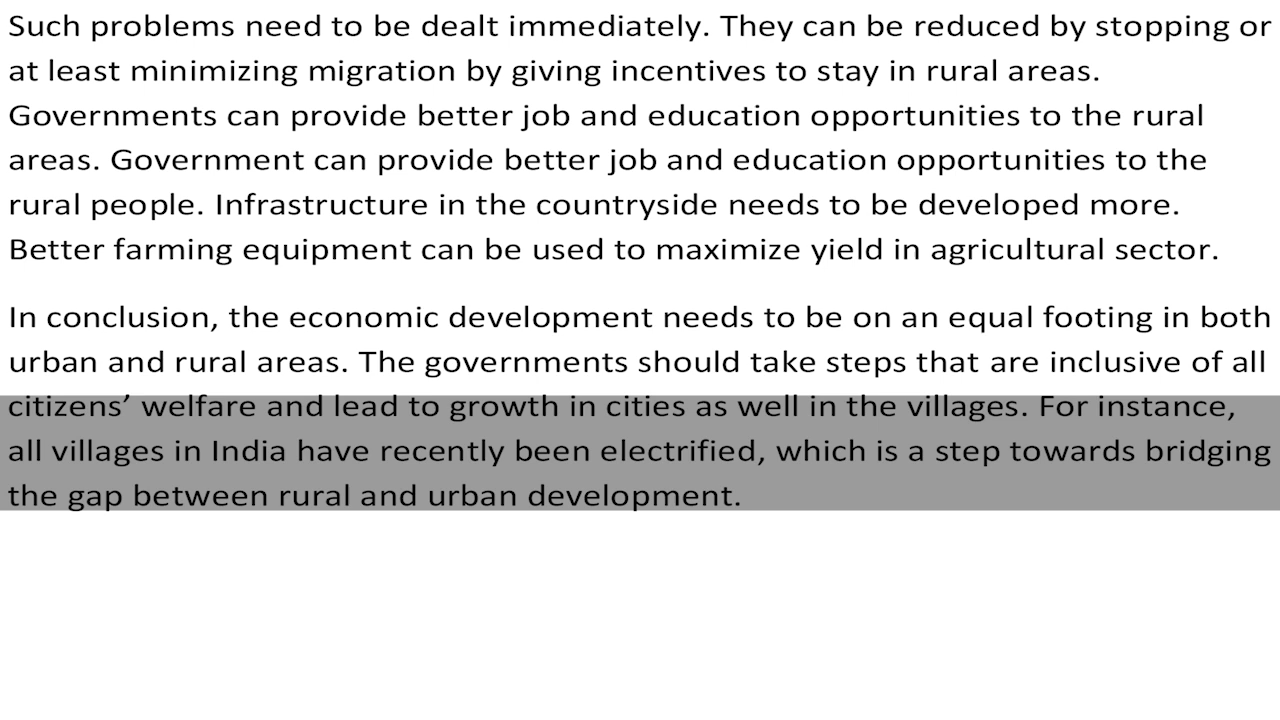 Such problems need to be dealt immediately. They can be reduced by stopping or
at least minimizing migration by giving incentives to stay in rural areas.
Governments can provide better job and education opportunities to the rural
areas. Government can provide better job and education opportunities to the
rural people. Infrastructure in the countryside needs to be developed more.
Better farming equipment can be used to maximize yield in agricultural sector.
In conclusion, the economic development needs to be on an equal footing in both
urban and rural areas. The governments should take steps that are inclusive of all
citizens’ welfare and lead to growth in cities as well in the villages. For instance,
all villages in India have recently been electrified, which is a step towards bridging
the gap between rural and urban development.